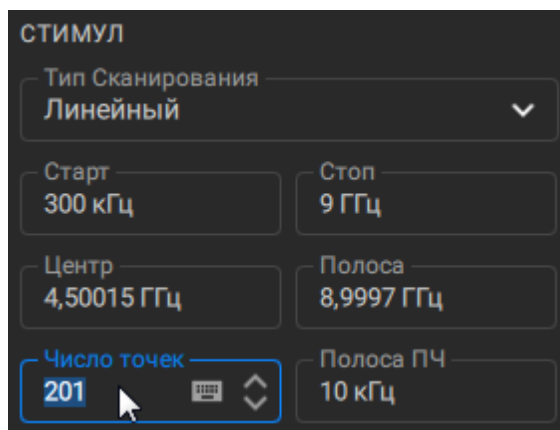 СТИМУЛ
Тип Сканирования
Линейный
Старт
Стоп
300 кГц
9 ГГц
Центр
Полоса
4,50015 ГГц
8,9997 ГГц
Число точек
Полоса ПЧ
201
10 кГц